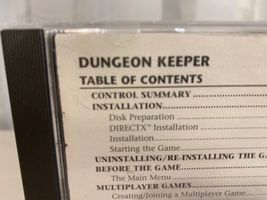 DUNGEON KEEPER
TABLE OF CONTENTS
CONTROL SUMMARY
INSTALLATION
Disk Preparation
DIRECTX™ Installation
Installation
Starting the Game
UNINSTALLING/RE-INSTALLING THE
BEFORE THE GAME
The Main Menu
MULTIPLAYER GAMES
Creating/Joining a Multiplayer Game